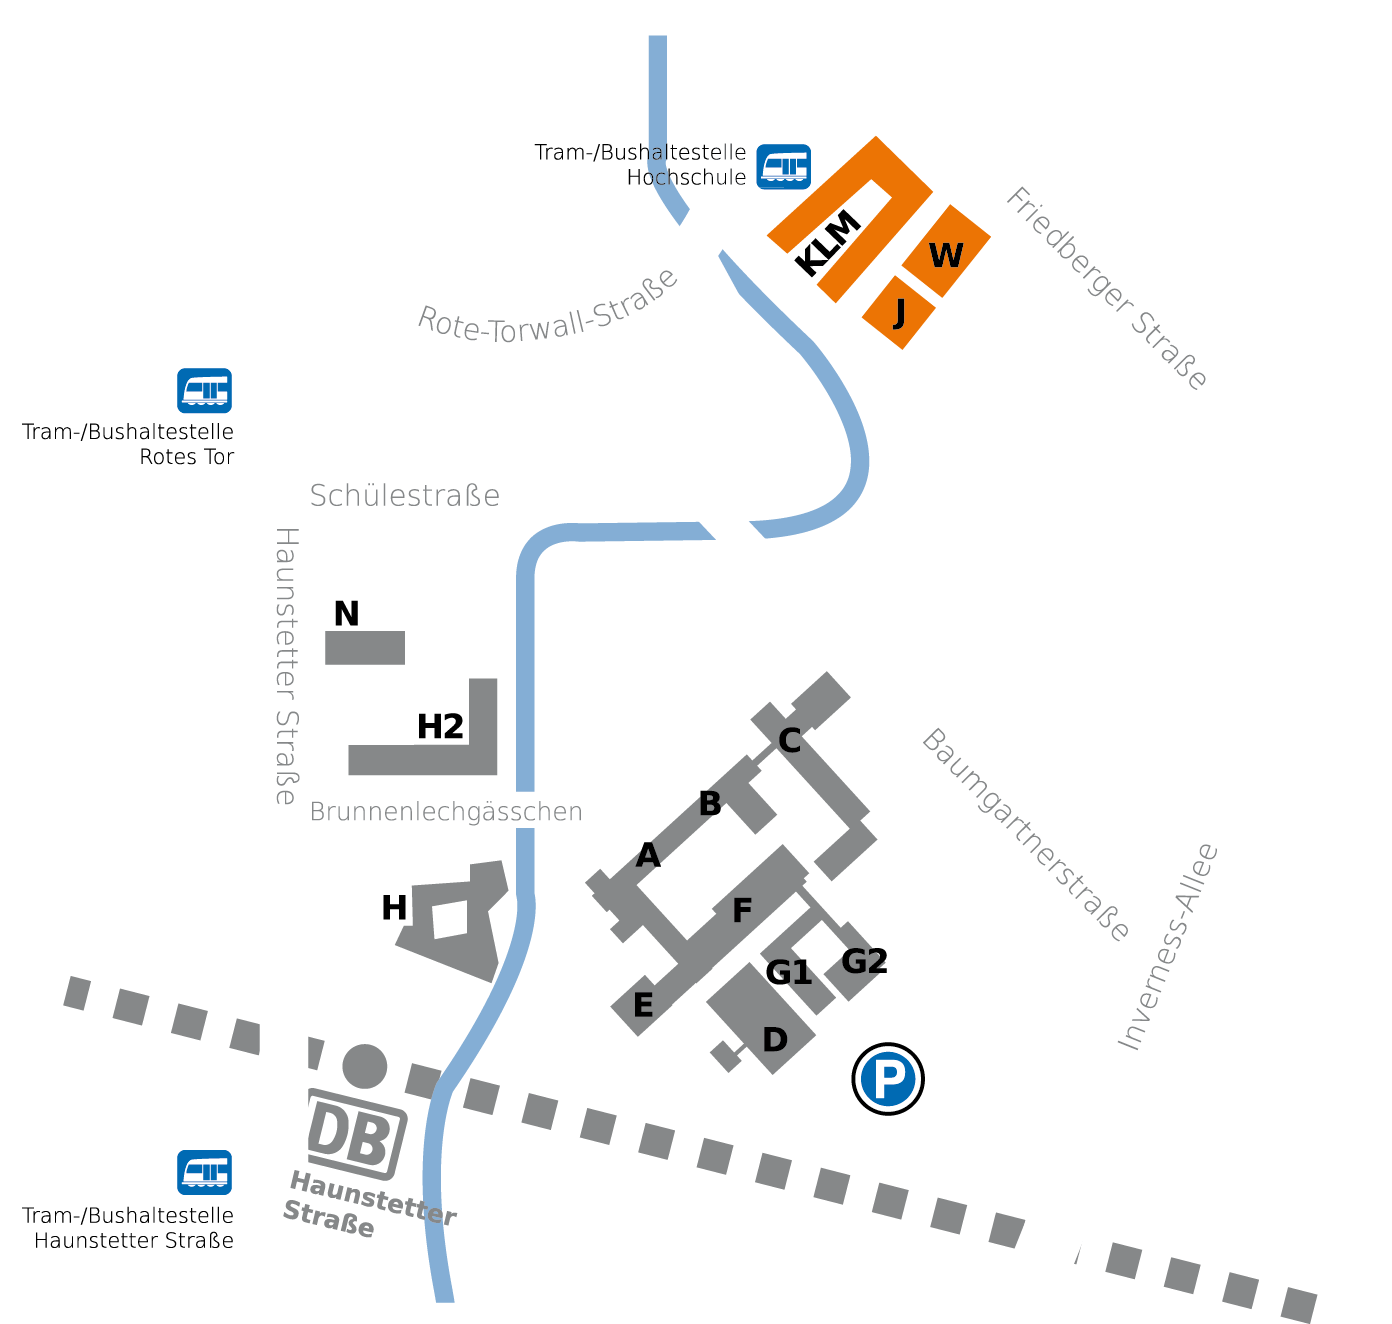 Tram-/Bushaltestelle
Hochschule
KLM
W
J
Friedberger Straße
Rote-Torwall-Straße
Tram-/Bushaltestelle
Rotes Tor
Schülestraße
Haunstetter Straße
N
H2
Brunnenlechgässchen
H
C
B
A
F
G1
G2
E
D
Baumgartnerstraße
Inverness-Allee
P
DB
Haunstetter
Straße
Tram-/Bushaltestelle
Haunstetter Straße